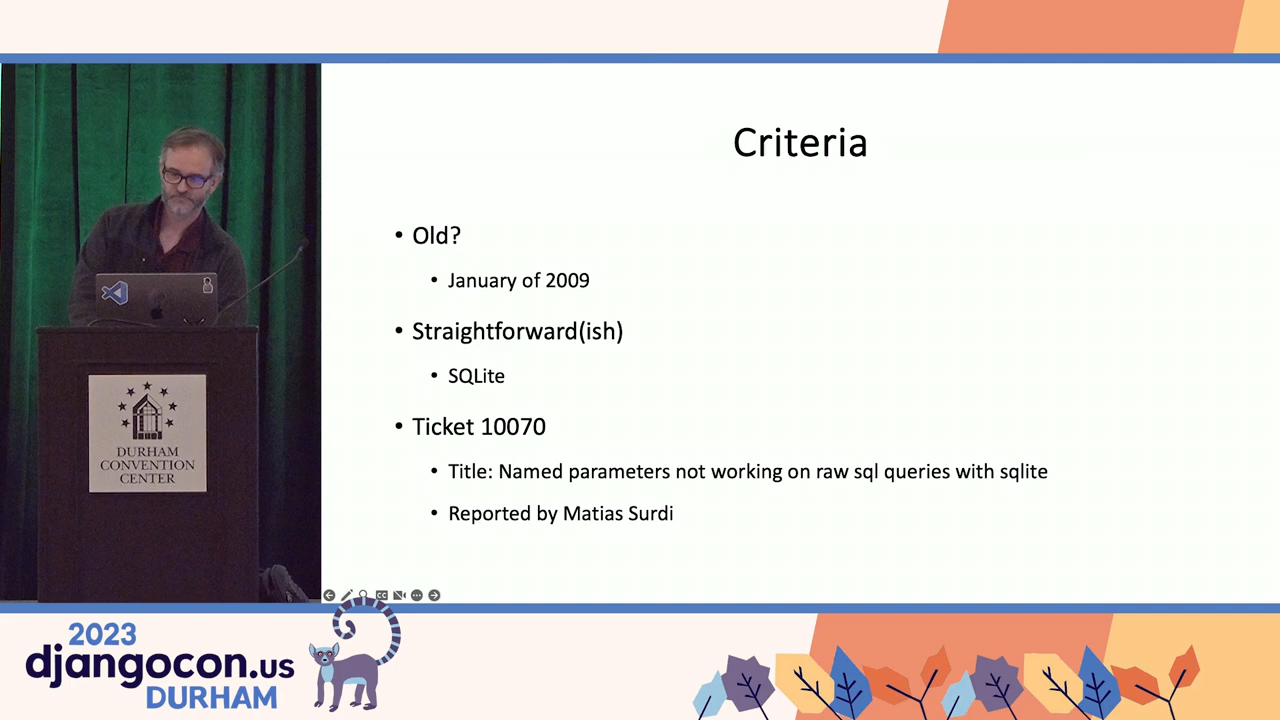 Criteria
• Old?
• January of 2009
• Straightforward(ish)
• SQLite
• Ticket 10070
• Title: Named parameters not working on raw sql queries with sqlite
• Reported by Matias Surdi
DURHAM
CONVENTION
CENTER
CC
2023
djangocon.us
DURHAM